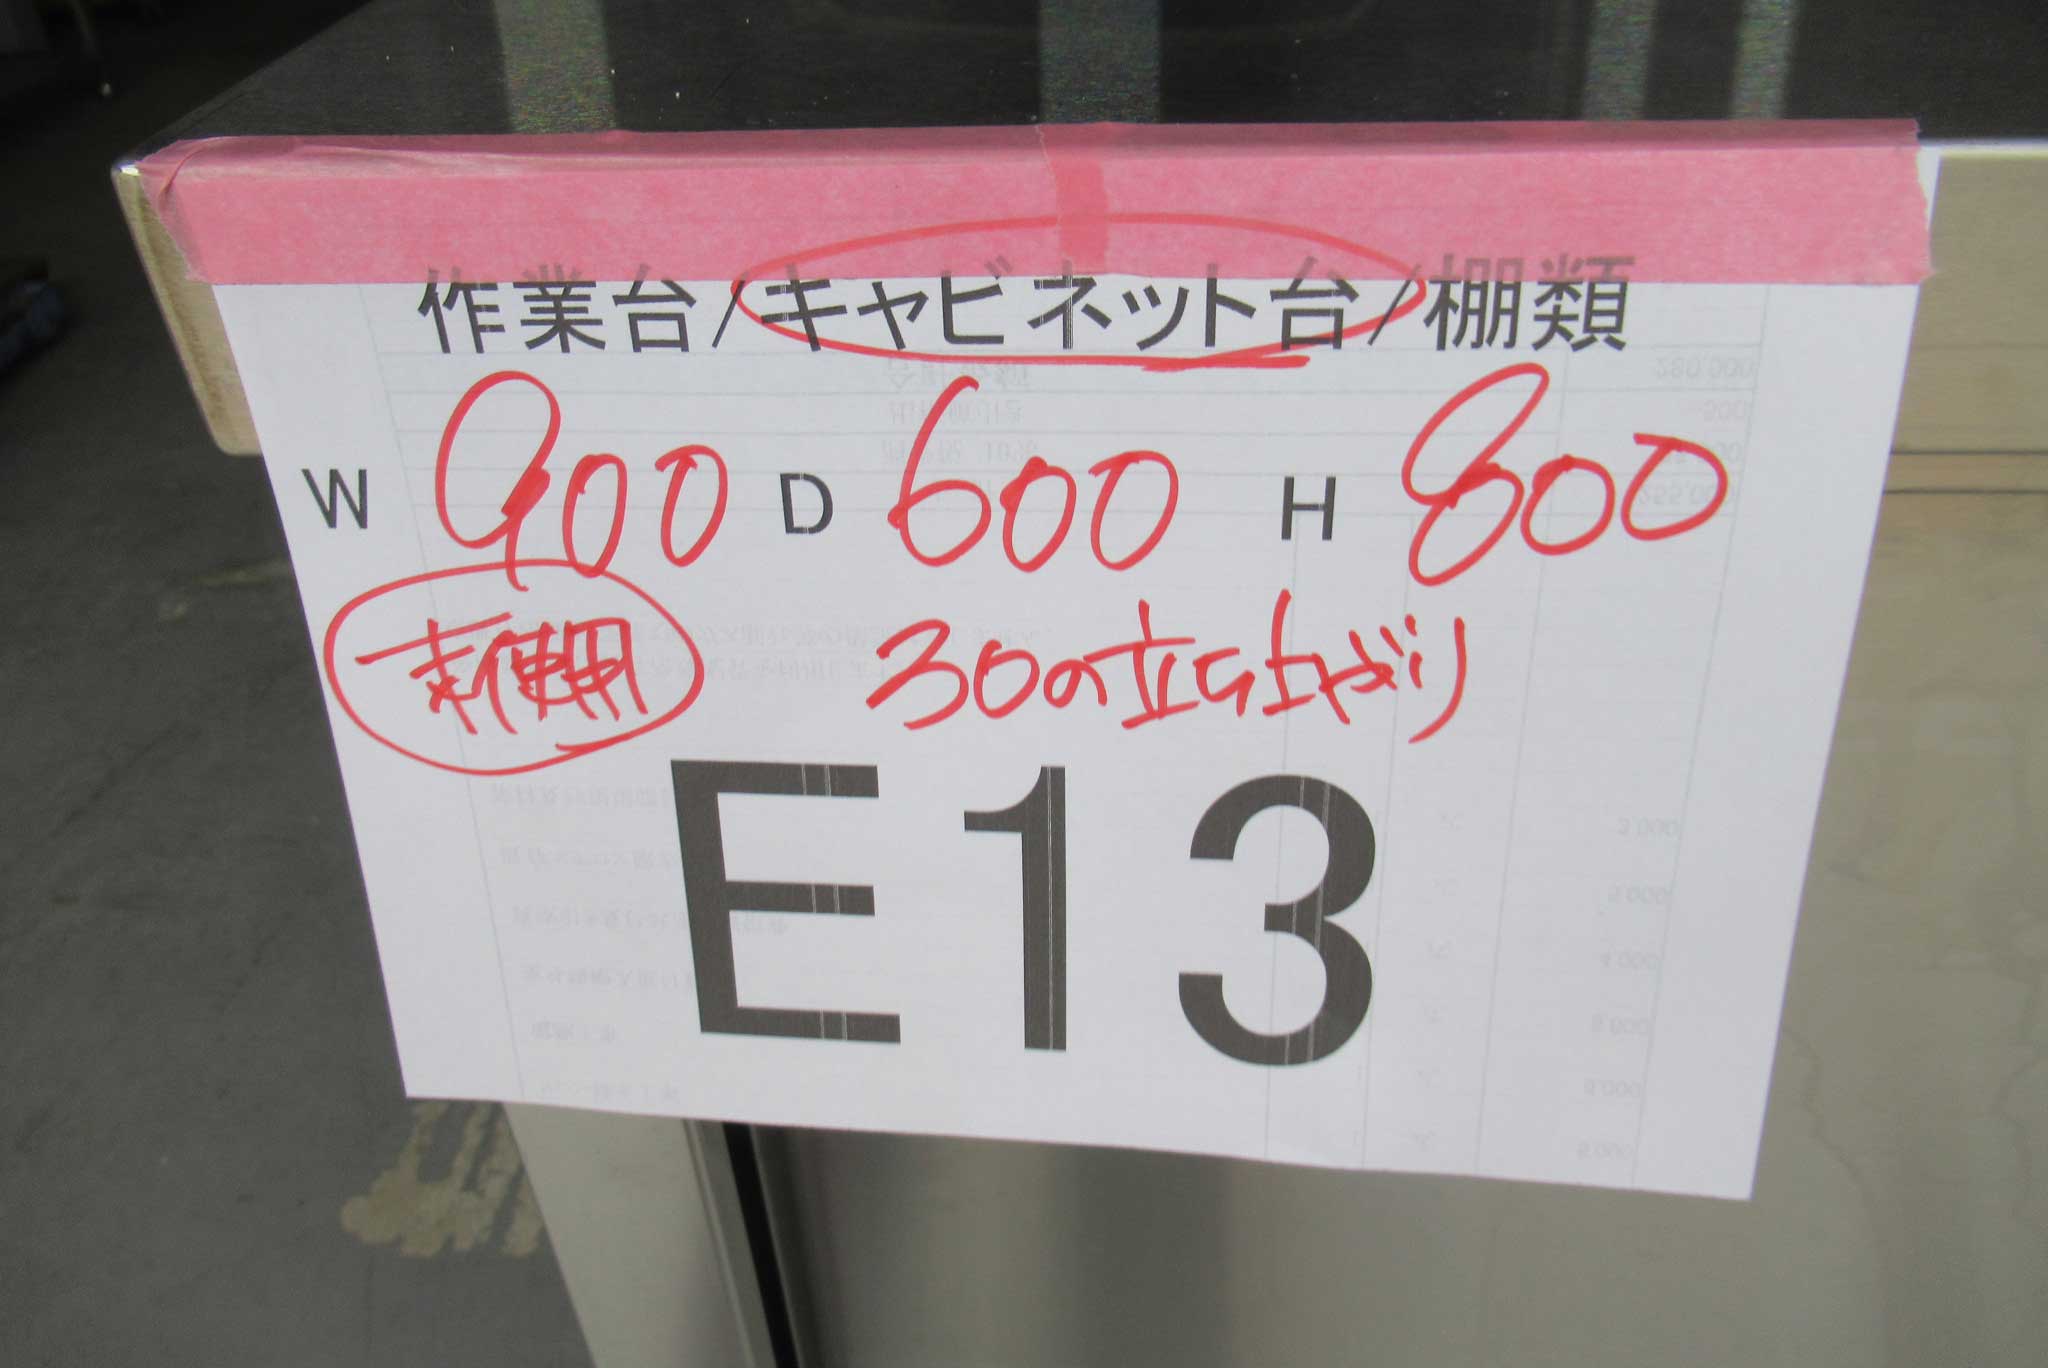 作業台/キャビネット台/棚類
W 900 D 600 H 800
未使用 30の立ち上がり
E13